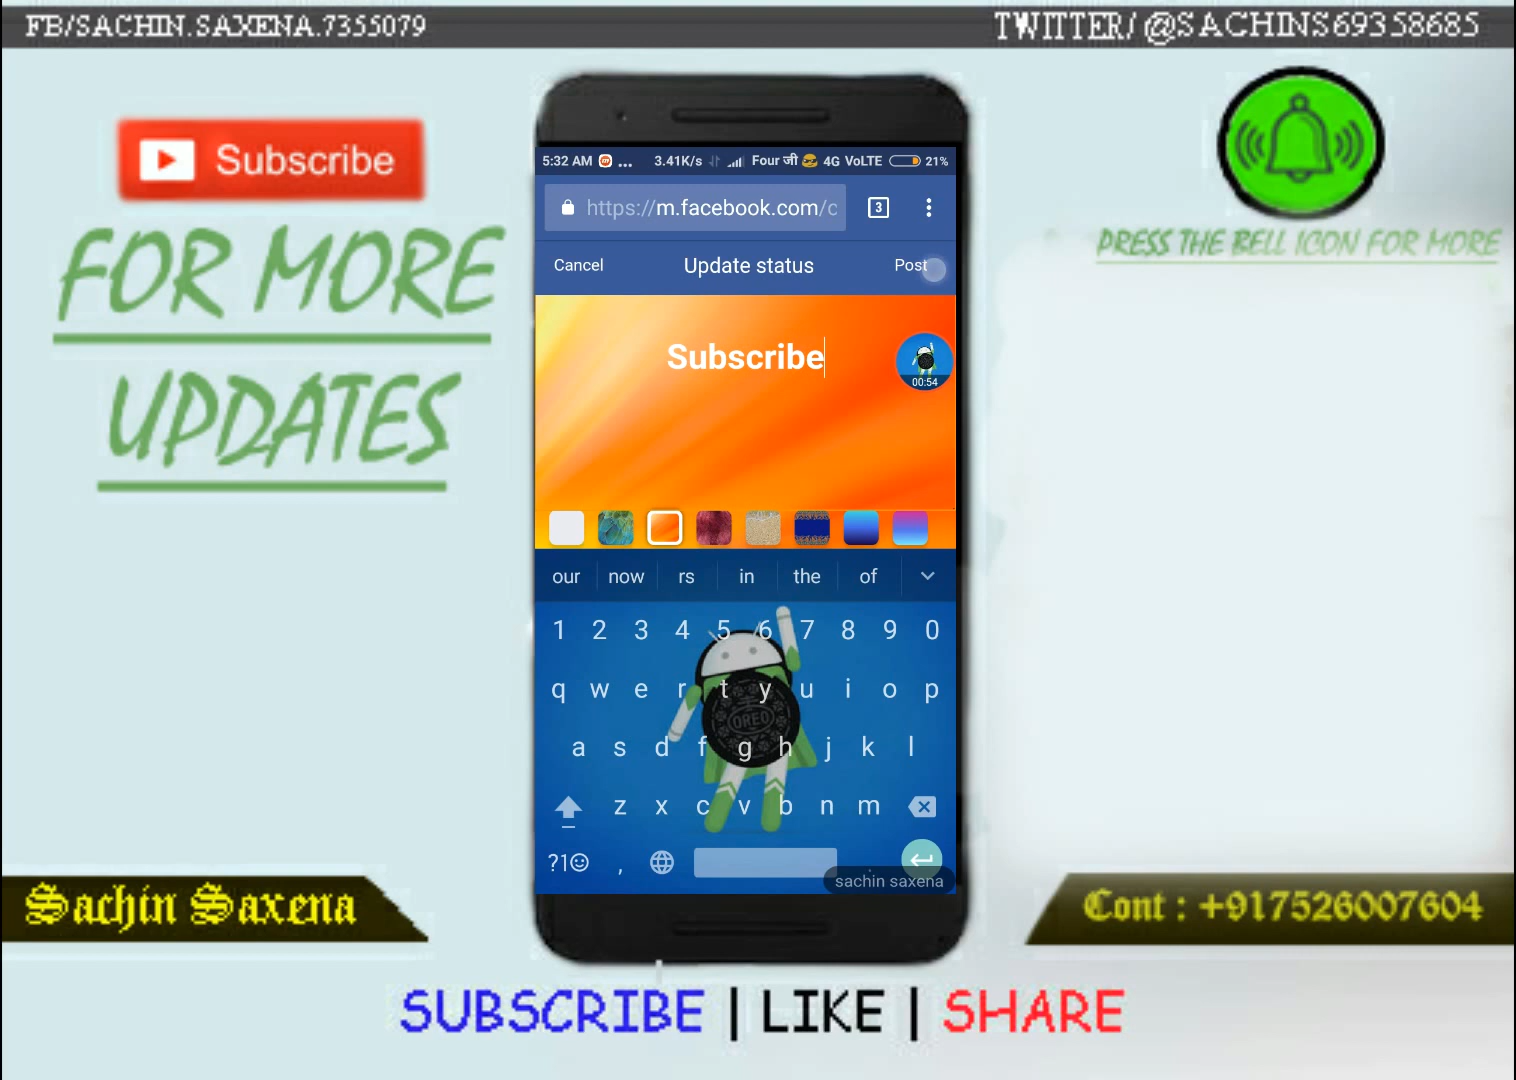 FB/SACHIN.SAXENA.7355079
TWITTER/ @SACHINS69358685
Subscribe
FOR MORE
UPDATES
PRESS THE BELL ICON FOR MORE
5:32 AM ... 3.41K/s Four जी 4G VoLTE 21%
https://m.facebook.com/c 3
Cancel Update status Post
Subscribe
00:54
our now rs in the of
1 2 3 4 5 6 7 8 9 0
q w e r t y u i o p
OREO
a s d f g h j k l
z x c v b n m
?1☺ ,
sachin saxena
Sachin Saxena
Cont : +917526007604
SUBSCRIBE | LIKE | SHARE